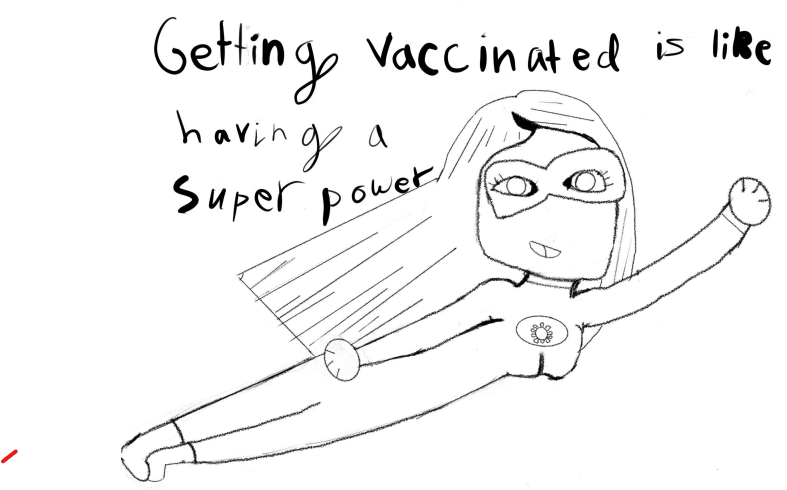 Getting vaccinated is like
having a
super power